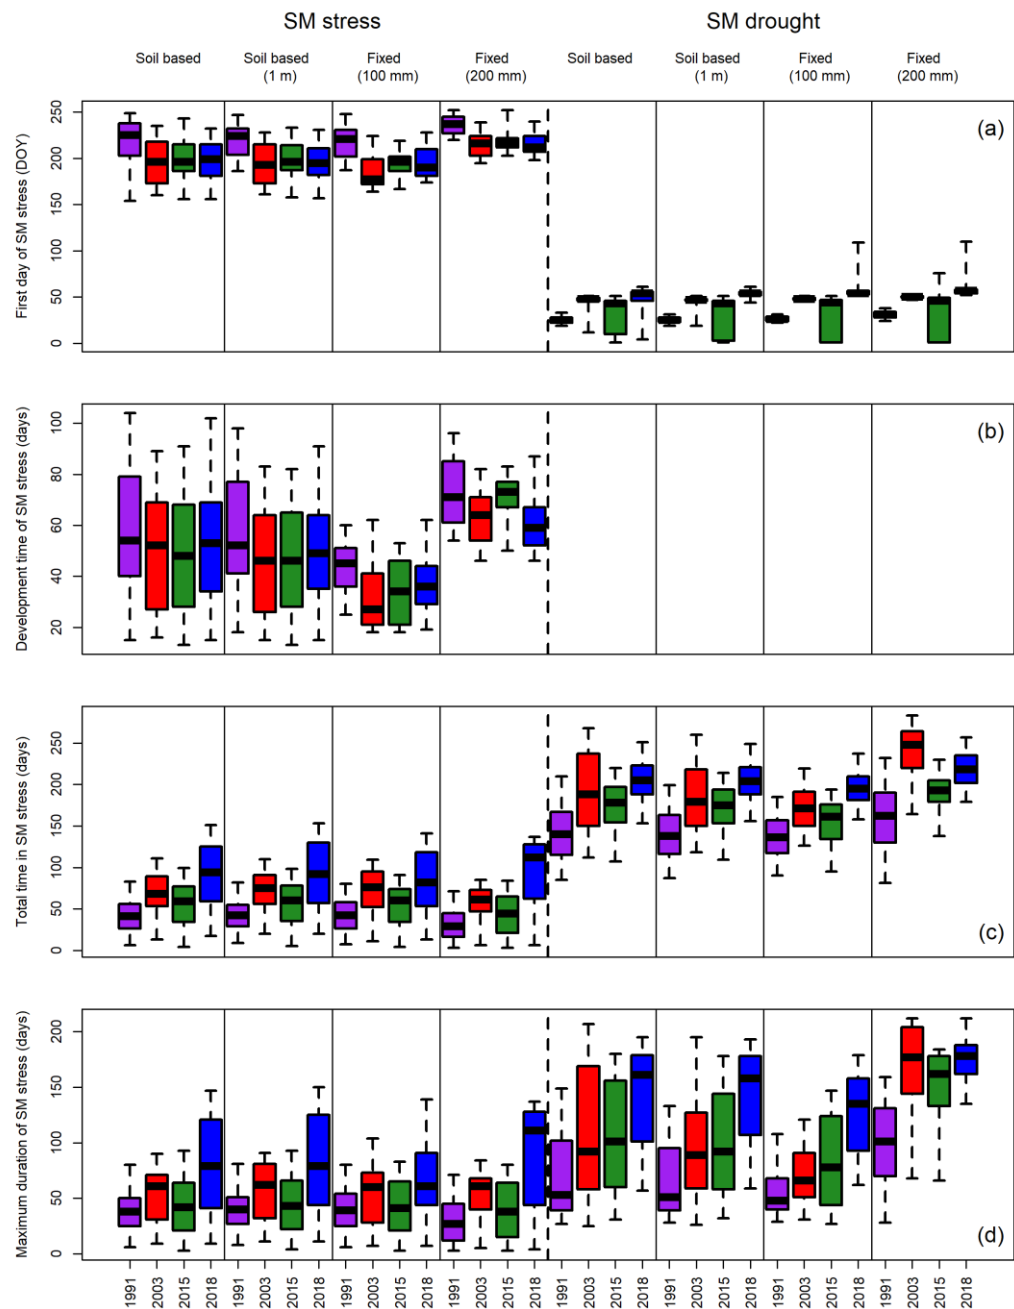 SM stress SM drought
Soil based Soil based (1 m) Fixed (100 mm) Fixed (200 mm) Soil based Soil based (1 m) Fixed (100 mm) Fixed (200 mm)
First day of SM stress (DOY)
250
200
150
100
50
0
(a)
Development time of SM stress (days)
100
80
60
40
20
(b)
Total time in SM stress (days)
250
200
150
100
50
0
(c)
Maximum duration of SM stress (days)
200
150
100
50
0
(d)
1991 2003 2015 2018 1991 2003 2015 2018 1991 2003 2015 2018 1991 2003 2015 2018 1991 2003 2015 2018 1991 2003 2015 2018 1991 2003 2015 2018 1991 2003 2015 2018